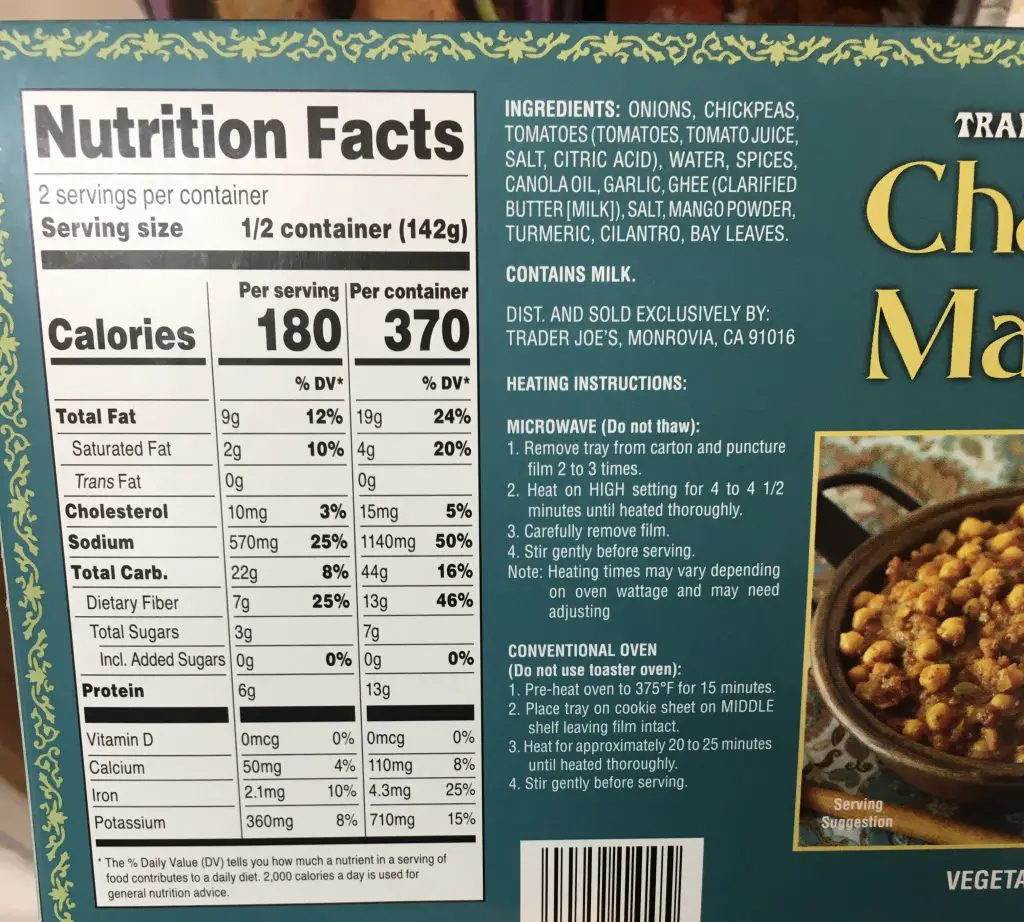 Nutrition Facts
2 servings per container
Serving size 1/2 container (142g)
Per serving Per container
Calories 180 370
% DV* % DV*
Total Fat 9g 12% 19g 24%
Saturated Fat 2g 10% 4g 20%
Trans Fat 0g 0g
Cholesterol 10mg 3% 15mg 5%
Sodium 570mg 25% 1140mg 50%
Total Carb. 22g 8% 44g 16%
Dietary Fiber 7g 25% 13g 46%
Total Sugars 3g 7g
Incl. Added Sugars 0g 0% 0g 0%
Protein 6g 13g
Vitamin D 0mcg 0% 0mcg 0%
Calcium 50mg 4% 110mg 8%
Iron 2.1mg 10% 4.3mg 25%
Potassium 360mg 8% 710mg 15%
* The % Daily Value (DV) tells you how much a nutrient in a serving of
food contributes to a daily diet. 2,000 calories a day is used for
general nutrition advice.
INGREDIENTS: ONIONS, CHICKPEAS,
TOMATOES (TOMATOES, TOMATO JUICE,
SALT, CITRIC ACID), WATER, SPICES,
CANOLA OIL, GARLIC, GHEE (CLARIFIED
BUTTER [MILK]), SALT, MANGO POWDER,
TURMERIC, CILANTRO, BAY LEAVES.
CONTAINS MILK.
DIST. AND SOLD EXCLUSIVELY BY:
TRADER JOE'S, MONROVIA, CA 91016
HEATING INSTRUCTIONS:
MICROWAVE (Do not thaw):
1. Remove tray from carton and puncture
film 2 to 3 times.
2. Heat on HIGH setting for 4 to 4 1/2
minutes until heated thoroughly.
3. Carefully remove film.
4. Stir gently before serving.
Note: Heating times may vary depending
on oven wattage and may need
adjusting
CONVENTIONAL OVEN
(Do not use toaster oven):
1. Pre-heat oven to 375°F for 15 minutes.
2. Place tray on cookie sheet on MIDDLE
shelf leaving film intact.
3. Heat for approximately 20 to 25 minutes
until heated thoroughly.
4. Stir gently before serving.
TRA
Cha
Ma
Serving
Suggestion
VEGETA